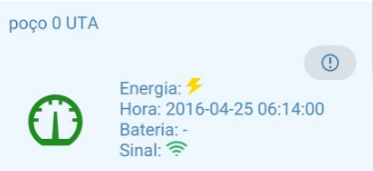 poço 0 UTA
Energia:
Hora: 2016-04-25 06:14:00
Bateria: -
Sinal: